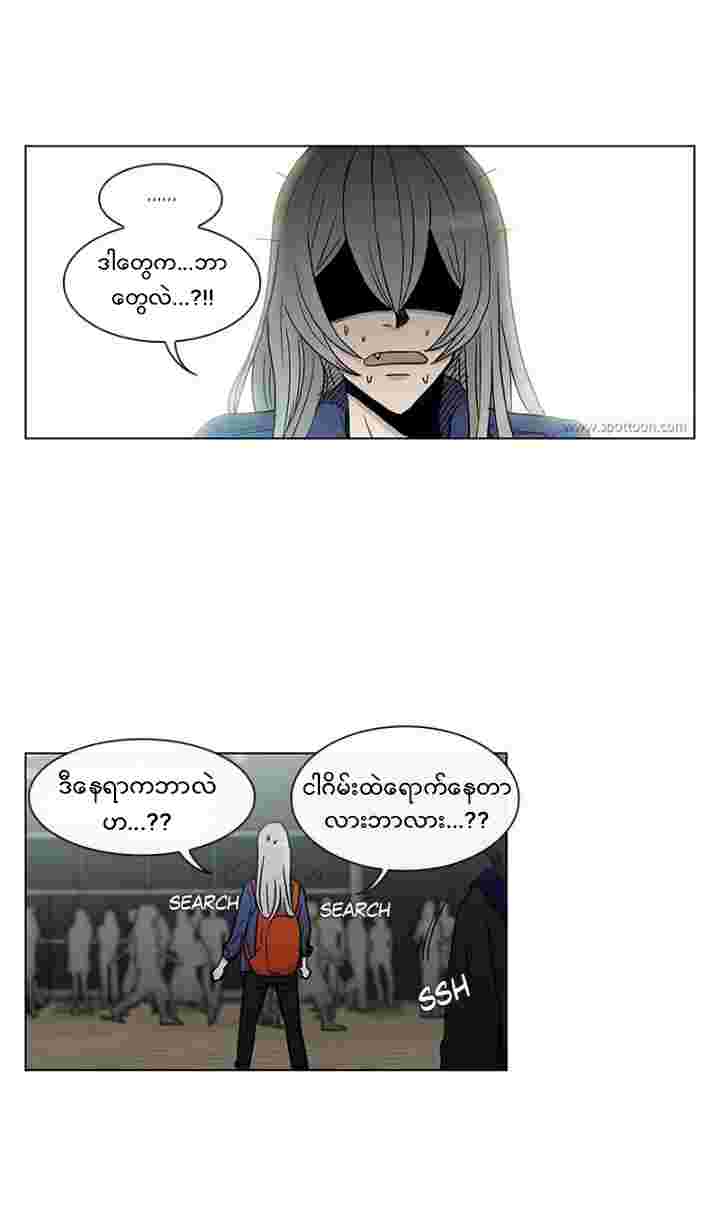 ......
ဒါတွေက...ဘာ
တွေလဲ...?!!
www.spottoon.com
ဒီနေရာကဘာလဲ
ဟ...??
ငါဂိမ်းထဲရောက်နေတာ
လားဘာလား...??
SEARCH
SEARCH
SSH